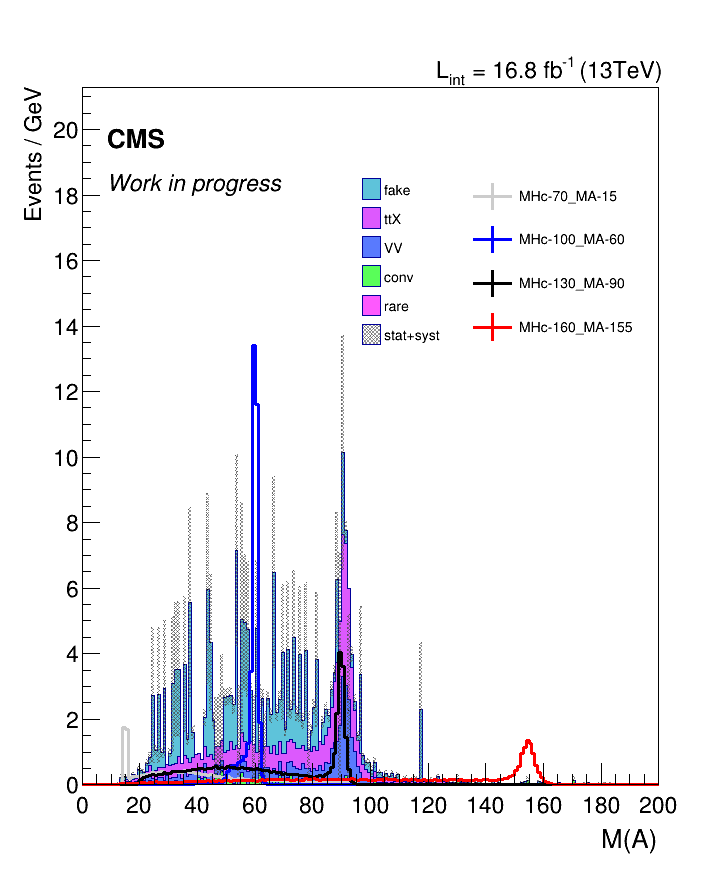 L_int = 16.8 fb^-1 (13TeV)
Events / GeV
CMS
Work in progress
fake
ttX
VV
conv
rare
stat+syst
MHc-70_MA-15
MHc-100_MA-60
MHc-130_MA-90
MHc-160_MA-155
20
18
16
14
12
10
8
6
4
2
0
0 20 40 60 80 100 120 140 160 180 200
M(A)